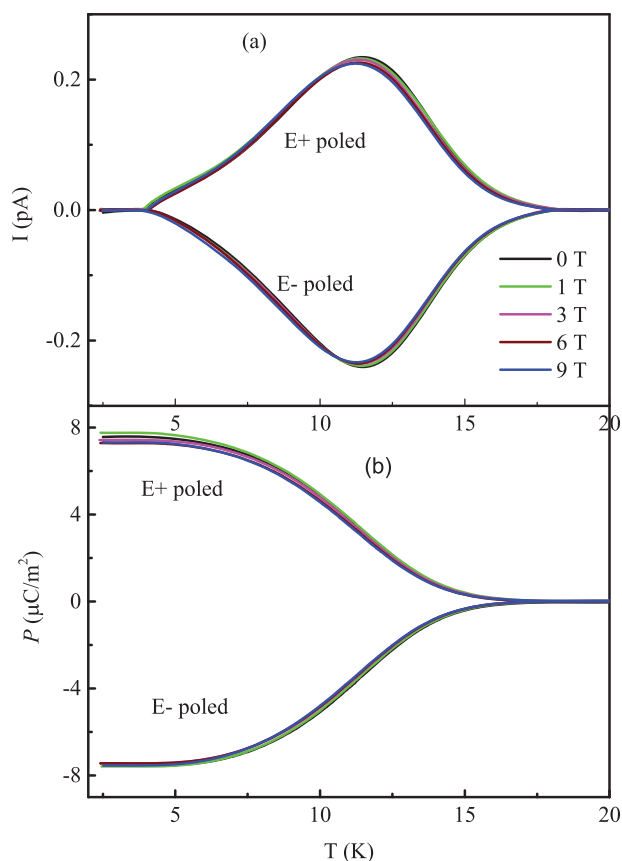 (a)
0.2
E+ poled
I (pA)
0.0
0 T
E- poled
1 T
3 T
-0.2
6 T
9 T
5 10 15 20
8
(b)
E+ poled
4
P (μC/m²)
0
-4
E- poled
-8
5 10 15 20
T (K)